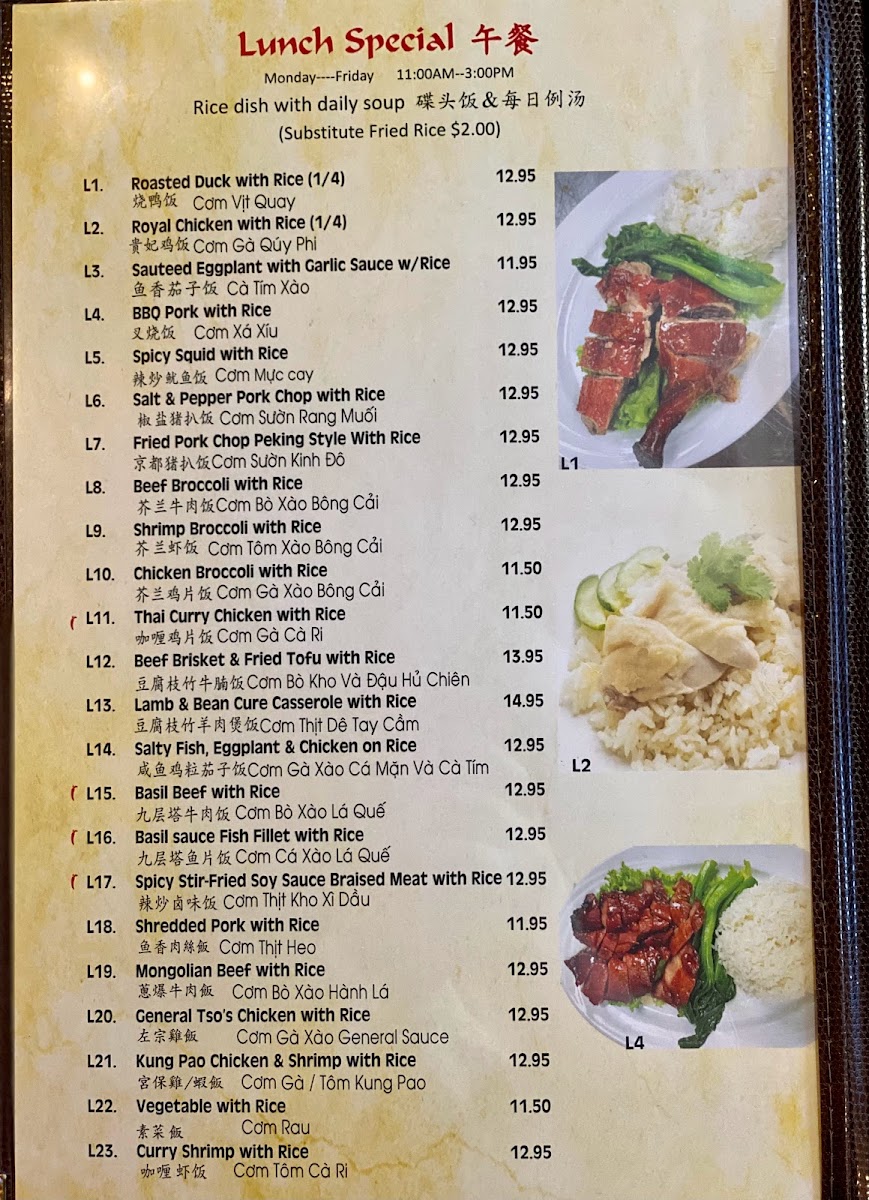 Lunch Special 午餐
Monday----Friday 11:00AM--3:00PM
Rice dish with daily soup 碟头饭&每日例汤
(Substitute Fried Rice $2.00)
L1. Roasted Duck with Rice (1/4) 12.95
烧鸭饭 Cơm Vịt Quay
L2. Royal Chicken with Rice (1/4) 12.95
貴妃鸡饭 Cơm Gà Qúy Phi
L3. Sauteed Eggplant with Garlic Sauce w/Rice 11.95
鱼香茄子饭 Cà Tím Xào
L4. BBQ Pork with Rice 12.95
叉烧饭 Cơm Xá Xíu
L5. Spicy Squid with Rice 12.95
辣炒鱿鱼饭 Cơm Mực cay
L6. Salt & Pepper Pork Chop with Rice 12.95
椒盐猪扒饭 Cơm Sườn Rang Muối
L7. Fried Pork Chop Peking Style With Rice 12.95
京都猪扒饭 Cơm Sườn Kinh Đô
L8. Beef Broccoli with Rice 12.95
芥兰牛肉饭 Cơm Bò Xào Bông Cải
L9. Shrimp Broccoli with Rice 12.95
芥兰虾饭 Cơm Tôm Xào Bông Cải
L10. Chicken Broccoli with Rice 11.50
芥兰鸡片饭 Cơm Gà Xào Bông Cải
L11. Thai Curry Chicken with Rice 11.50
咖喱鸡片饭 Cơm Gà Cà Ri
L12. Beef Brisket & Fried Tofu with Rice 13.95
豆腐枝竹牛腩饭 Cơm Bò Kho Và Đậu Hủ Chiên
L13. Lamb & Bean Cure Casserole with Rice 14.95
豆腐枝竹羊肉煲饭 Cơm Thịt Dê Tay Cầm
L14. Salty Fish, Eggplant & Chicken on Rice 12.95
咸鱼鸡粒茄子饭 Cơm Gà Xào Cá Mặn Và Cà Tím
L15. Basil Beef with Rice 12.95
九层塔牛肉饭 Cơm Bò Xào Lá Quế
L16. Basil sauce Fish Fillet with Rice 12.95
九层塔鱼片饭 Cơm Cá Xào Lá Quế
L17. Spicy Stir-Fried Soy Sauce Braised Meat with Rice 12.95
辣炒卤味饭 Cơm Thịt Kho Xì Dầu
L18. Shredded Pork with Rice 11.95
鱼香肉絲飯 Cơm Thịt Heo
L19. Mongolian Beef with Rice 12.95
蔥爆牛肉飯 Cơm Bò Xào Hành Lá
L20. General Tso's Chicken with Rice 12.95
左宗雞飯 Cơm Gà Xào General Sauce
L21. Kung Pao Chicken & Shrimp with Rice 12.95
宮保雞/蝦飯 Cơm Gà / Tôm Kung Pao
L22. Vegetable with Rice 11.50
素菜飯 Cơm Rau
L23. Curry Shrimp with Rice 12.95
咖喱虾饭 Cơm Tôm Cà Ri
L1
L2
L4